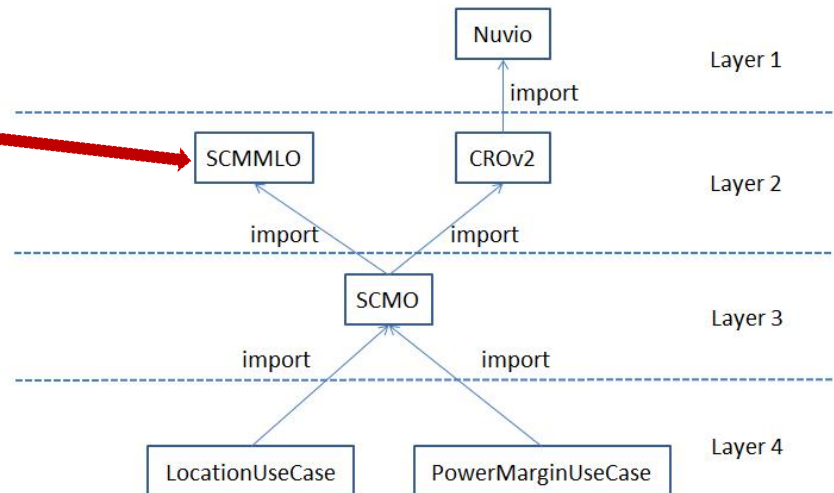 Nuvio
Layer 1
import
SCMMLO
CROv2
Layer 2
import
import
SCMO
Layer 3
import
import
Layer 4
LocationUseCase
PowerMarginUseCase